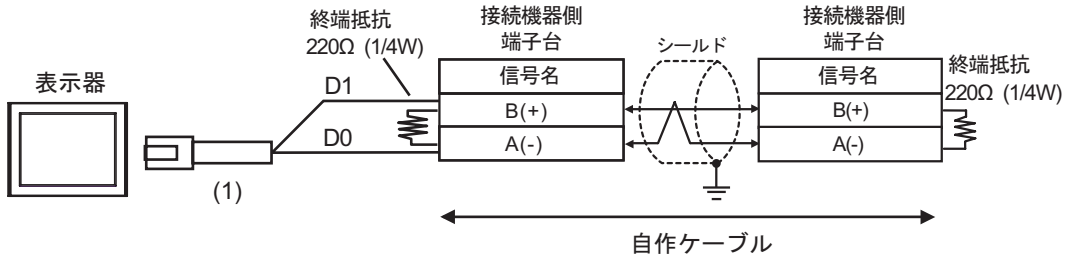 表示器
(1)
D1
D0
終端抵抗
220Ω (1/4W)
接続機器側
端子台
信号名
B(+)
A(-)
シールド
接続機器側
端子台
信号名
B(+)
A(-)
終端抵抗
220Ω (1/4W)
自作ケーブル